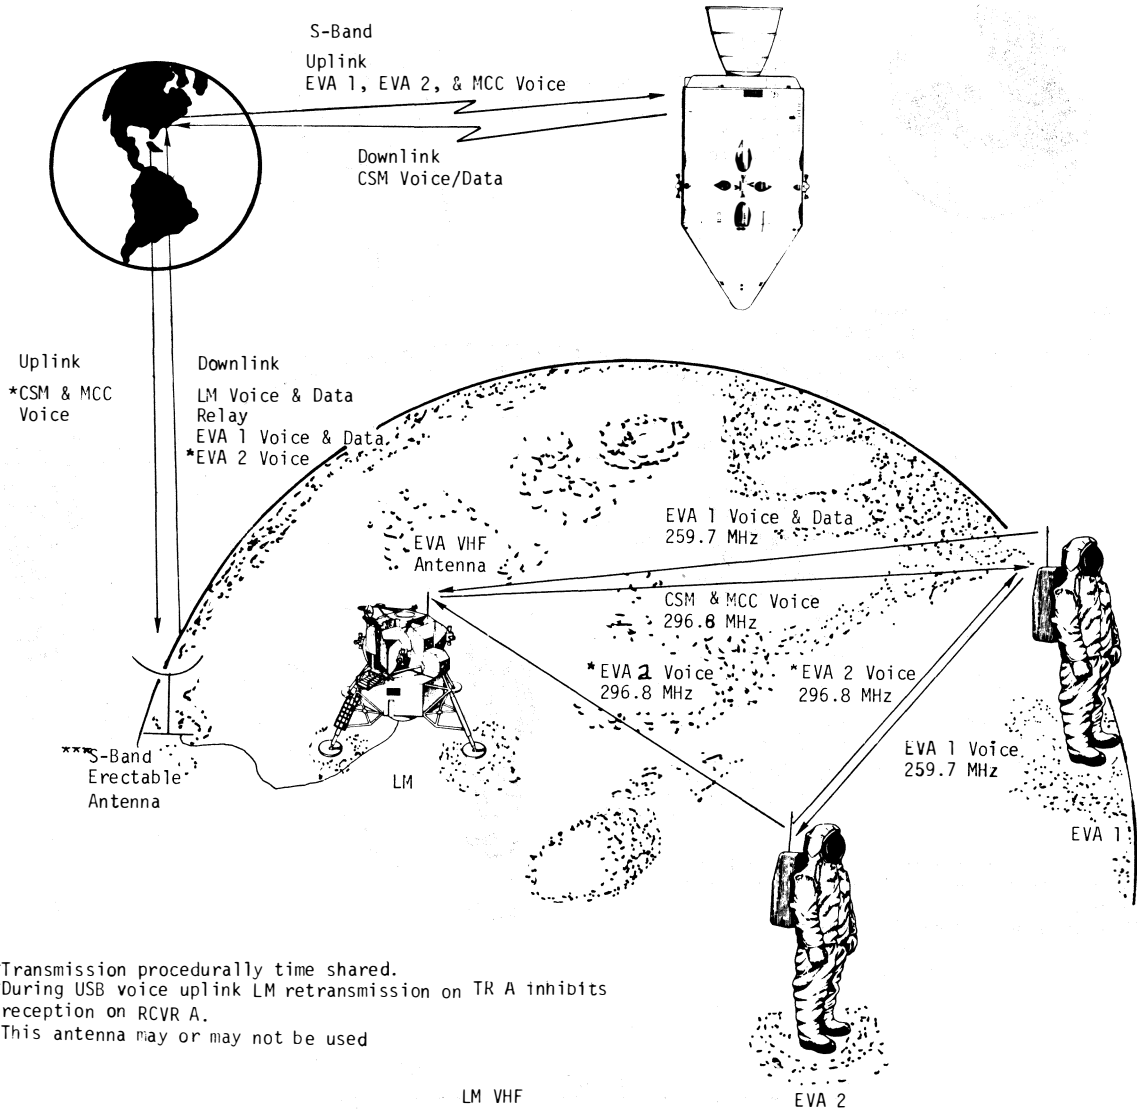 S-Band
Uplink
EVA 1, EVA 2, & MCC Voice
Downlink
CSM Voice/Data
Uplink
*CSM & MCC
Voice
Downlink
LM Voice & Data
Relay
EVA 1 Voice & Data
*EVA 2 Voice
EVA VHF
Antenna
EVA 1 Voice & Data
259.7 MHz
CSM & MCC Voice
296.8 MHz
*EVA 2 Voice
296.8 MHz
*EVA 2 Voice
296.8 MHz
EVA 1 Voice
259.7 MHz
***S-Band
Erectable
Antenna
LM
EVA 1
Transmission procedurally time shared.
During USB voice uplink LM retransmission on TR A inhibits
reception on RCVR A.
This antenna may or may not be used
LM VHF
EVA 2